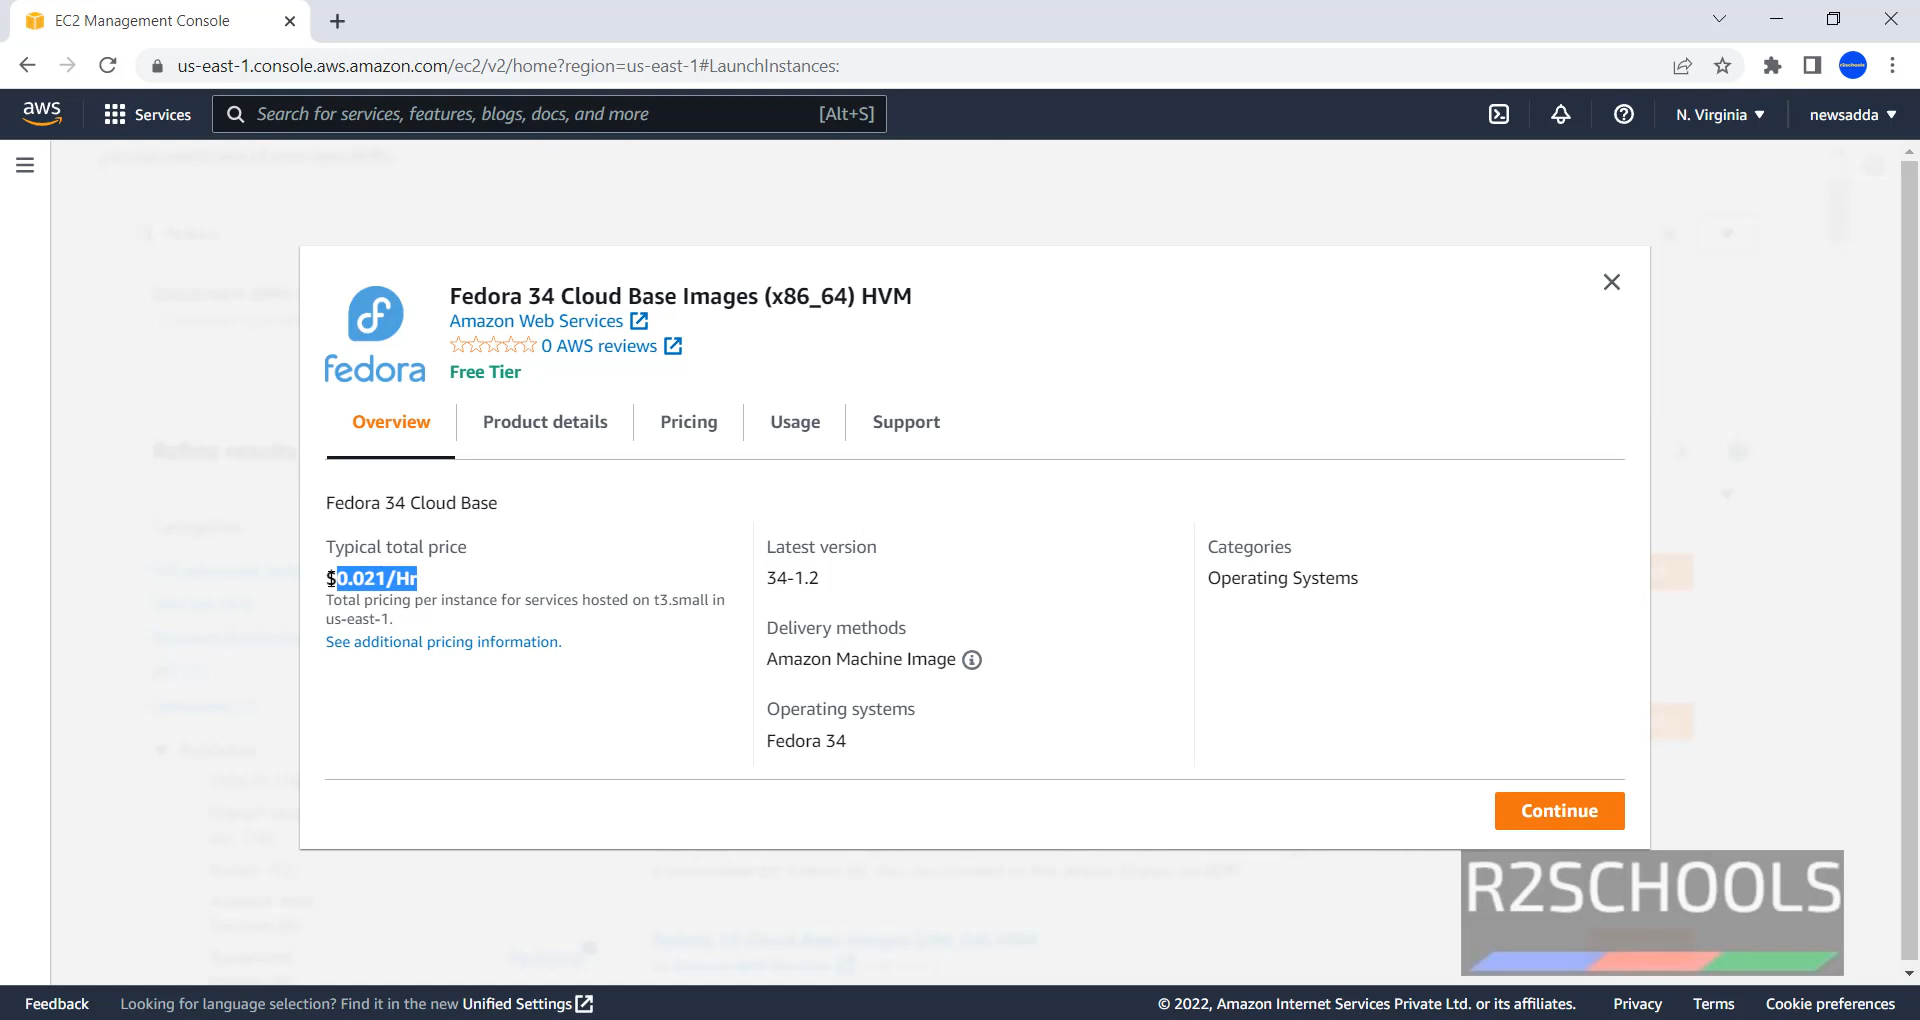 EC2 Management Console
us-east-1.console.aws.amazon.com/ec2/v2/home?region=us-east-1#LaunchInstances:
aws
Services
Search for services, features, blogs, docs, and more
[Alt+S]
N. Virginia
newsadda
Fedora 34 Cloud Base Images (x86_64) HVM
Amazon Web Services
0 AWS reviews
Free Tier
fedora
Overview
Product details
Pricing
Usage
Support
Fedora 34 Cloud Base
Typical total price
$0.021/Hr
Total pricing per instance for services hosted on t3.small in
us-east-1.
See additional pricing information.
Latest version
34-1.2
Delivery methods
Amazon Machine Image
Operating systems
Fedora 34
Categories
Operating Systems
Continue
R2SCHOOLS
Feedback
Looking for language selection? Find it in the new Unified Settings
© 2022, Amazon Internet Services Private Ltd. or its affiliates.
Privacy
Terms
Cookie preferences